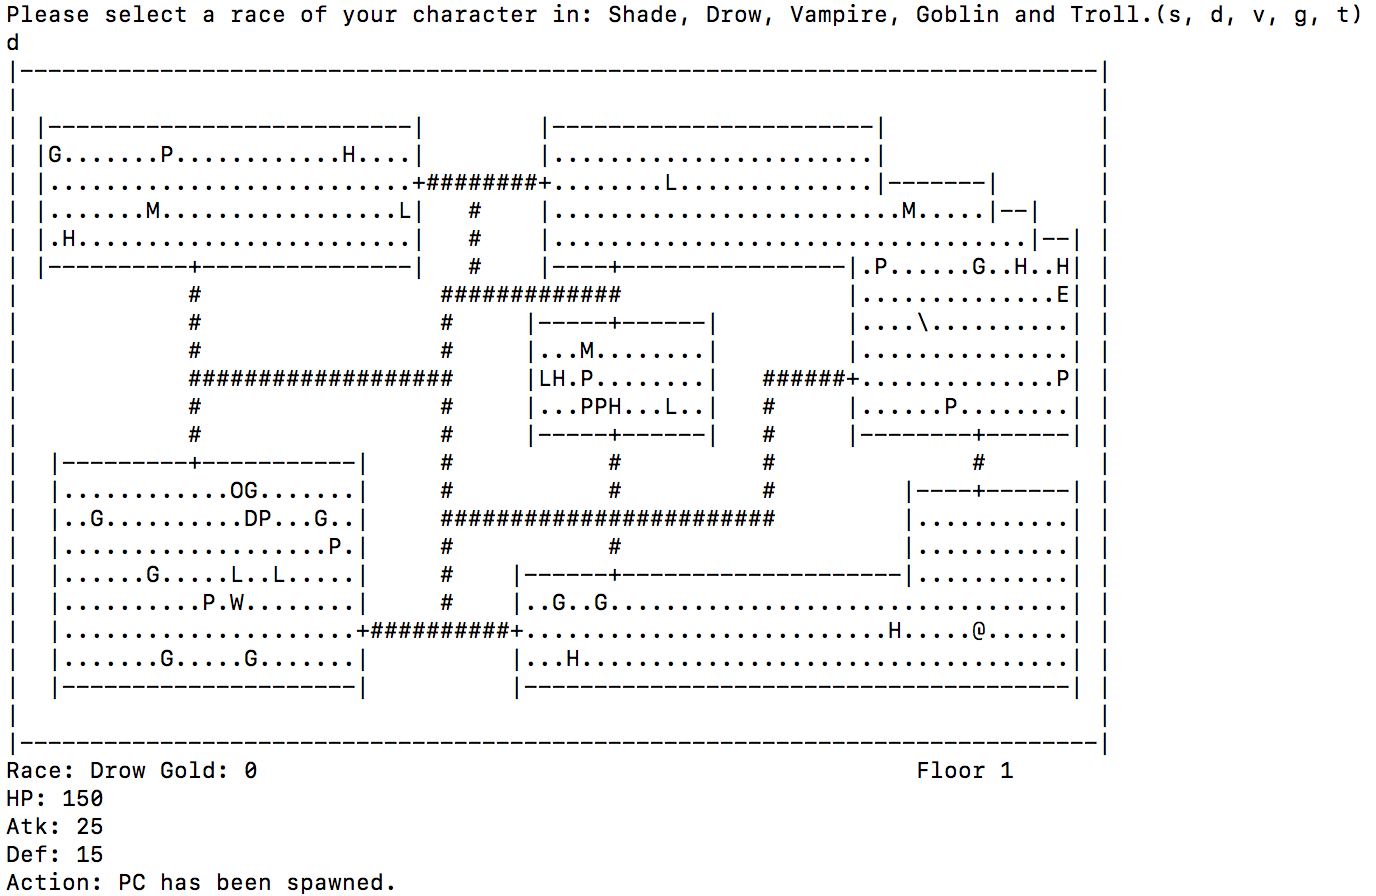 Please select a race of your character in: Shade, Drow, Vampire, Goblin and Troll.(s, d, v, g, t)
d
|-----------------------------------------------------------------------------|
|                                                                             |
| |--------------------------|        |-----------------------|               |
| |G.......P............H....|        |.......................|               |
| |..........................+########+........L..............|-------|       |
| |.......M.................L|   #    |.........................M.....|--|    |
| |.H........................|   #    |..................................|--| |
| |----------+---------------|   #    |----+----------------|.P......G..H..H| |
|            #                 #############                |..............E| |
|            #                 #     |-----+------|         |....\..........| |
|            #                 #     |...M........|         |...............| |
|            ###################     |LH.P........|   ######+..............P| |
|            #                 #     |...PPH...L..|   #     |......P........| |
|            #                 #     |-----+------|   #     |--------+------| |
|  |---------+-----------|     #           #          #              #        |
|  |............OG.......|     #           #          #         |----+------| |
|  |..G..........DP...G..|     ########################         |...........| |
|  |...................P.|     #           #                    |...........| |
|  |......G.....L..L.....|     #    |------+--------------------|...........| |
|  |..........P.W........|     #    |..G..G.................................| |
|  |.....................+##########+..........................H.....@......| |
|  |.......G.....G.......|          |...H...................................| |
|  |---------------------|          |---------------------------------------| |
|                                                                             |
|-----------------------------------------------------------------------------|
Race: Drow Gold: 0                                               Floor 1
HP: 150
Atk: 25
Def: 15
Action: PC has been spawned.